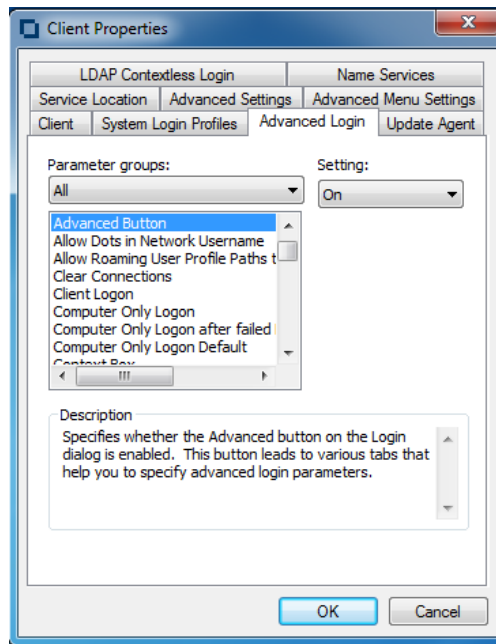 Client Properties
LDAP Contextless Login
Name Services
Service Location
Advanced Settings
Advanced Menu Settings
Client
System Login Profiles
Advanced Login
Update Agent
Parameter groups:
Setting:
All
On
Advanced Button
Allow Dots in Network Username
Allow Roaming User Profile Paths t
Clear Connections
Client Logon
Computer Only Logon
Computer Only Logon after failed
Computer Only Logon Default
Context Box
Description
Specifies whether the Advanced button on the Login
dialog is enabled. This button leads to various tabs that
help you to specify advanced login parameters.
OK
Cancel